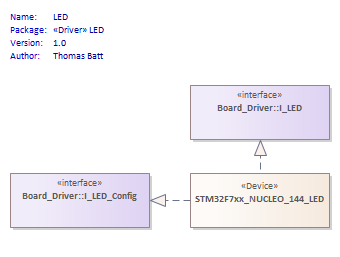 Name: LED
Package: «Driver» LED
Version: 1.0
Author: Thomas Batt
«interface»
Board_Driver::I_LED
«interface»
Board_Driver::I_LED_Config
«Device»
STM32F7xx_NUCLEO_144_LED